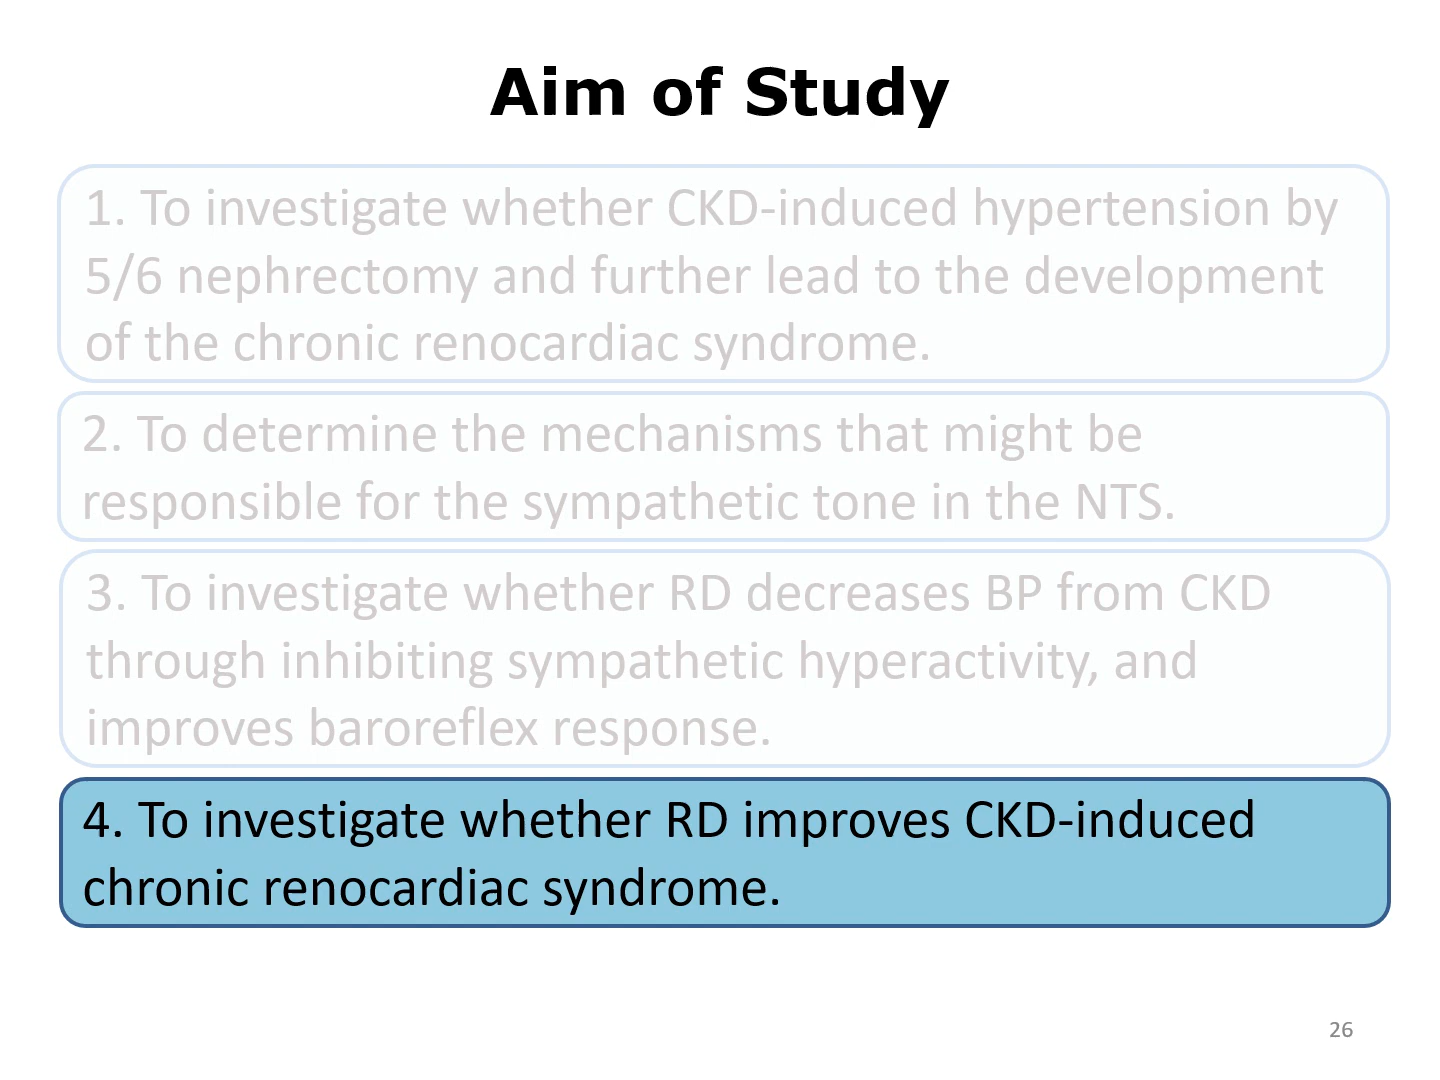 Aim of Study
1. To investigate whether CKD-induced hypertension by
5/6 nephrectomy and further lead to the development
of the chronic renocardiac syndrome.
2. To determine the mechanisms that might be
responsible for the sympathetic tone in the NTS.
3. To investigate whether RD decreases BP from CKD
through inhibiting sympathetic hyperactivity, and
improves baroreflex response.
4. To investigate whether RD improves CKD-induced
chronic renocardiac syndrome.
26